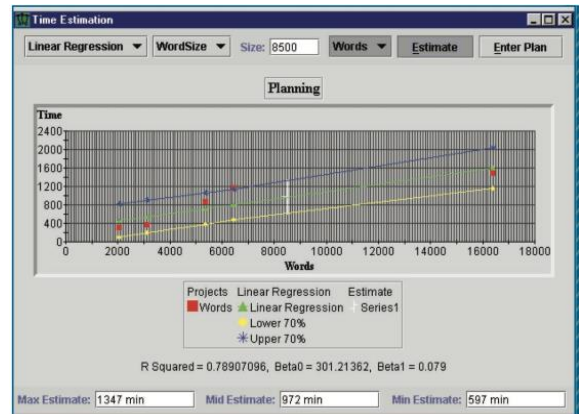 Time Estimation
Linear Regression WordSize Size: 8500 Words Estimate Enter Plan
Planning
Time
2400
2000
1600
1200
800
400
0
0 2000 4000 6000 8000 10000 12000 14000 16000 18000
Words
Projects Linear Regression Estimate
Words Linear Regression Series1
Lower 70%
Upper 70%
R Squared = 0.78907096, Beta0 = 301.21362, Beta1 = 0.079
Max Estimate: 1347 min Mid Estimate: 972 min Min Estimate: 597 min